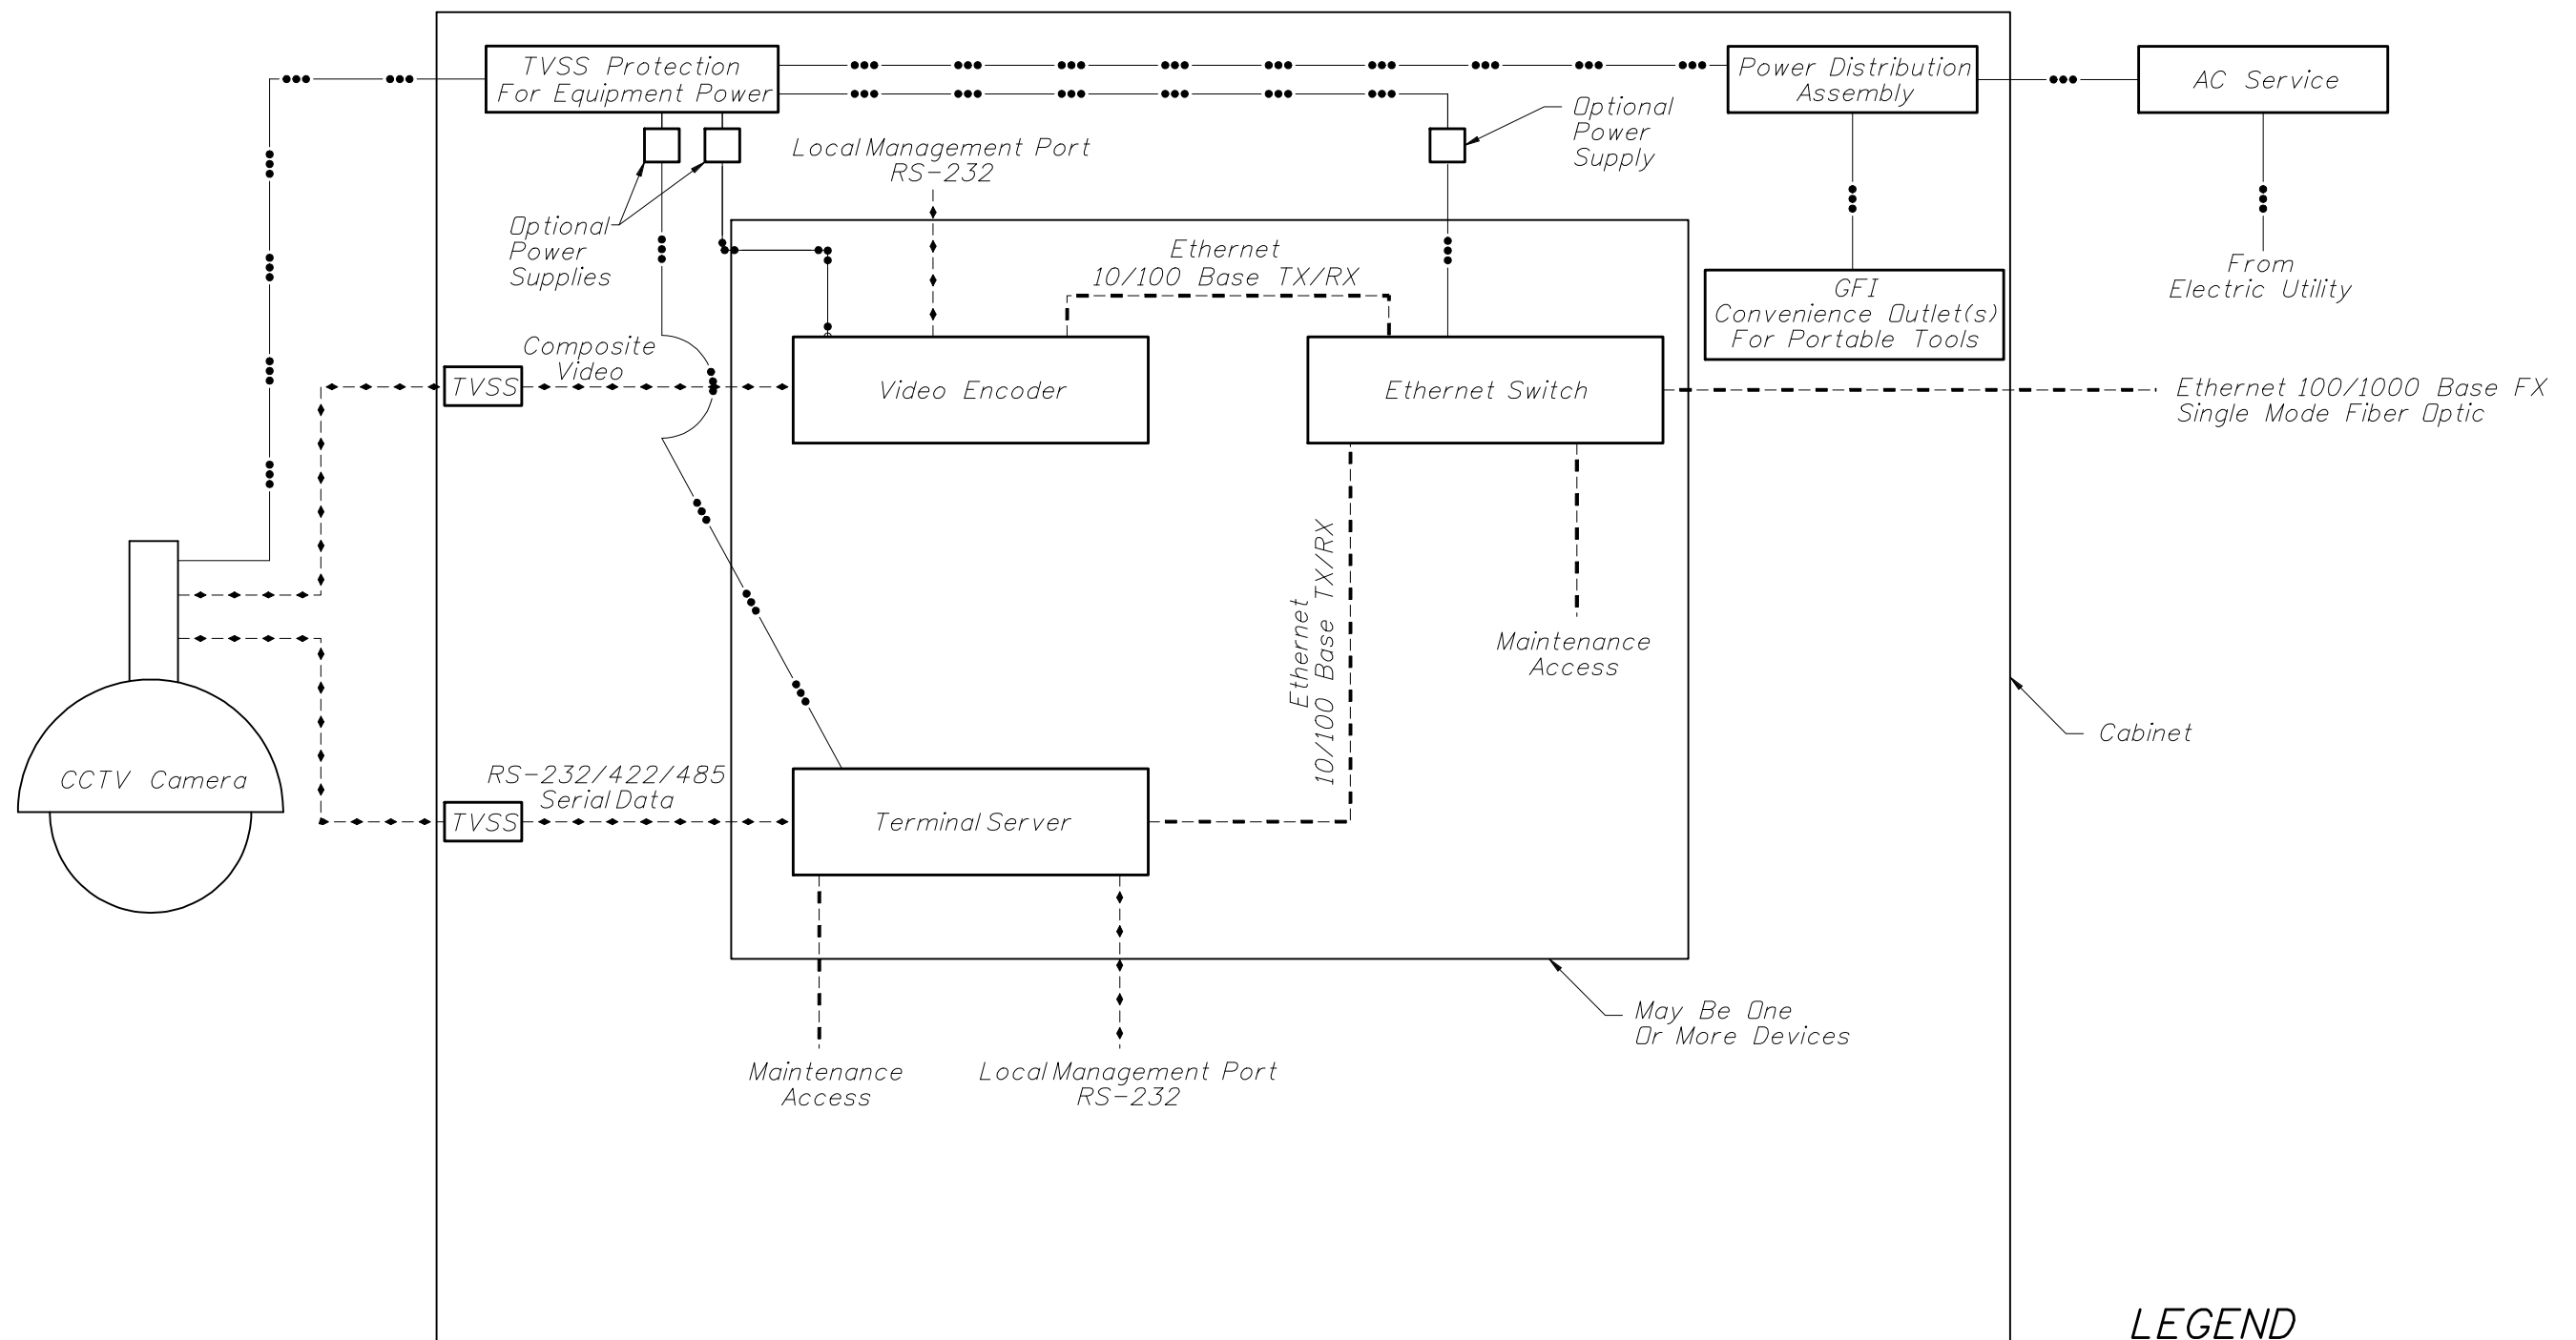 TVSS Protection
For Equipment Power
Power Distribution
Assembly
AC Service
Optional
Power
Supply
Local Management Port
RS-232
Optional
Power
Supplies
Ethernet
10/100 Base TX/RX
From
Electric Utility
GFI
Convenience Outlet(s)
For Portable Tools
Composite
Video
TVSS
Video Encoder
Ethernet Switch
Ethernet 100/1000 Base FX
Single Mode Fiber Optic
Ethernet
10/100 Base TX/RX
Maintenance
Access
Cabinet
CCTV Camera
RS-232/422/485
Serial Data
TVSS
Terminal Server
May Be One
Or More Devices
Maintenance
Access
Local Management Port
RS-232
LEGEND